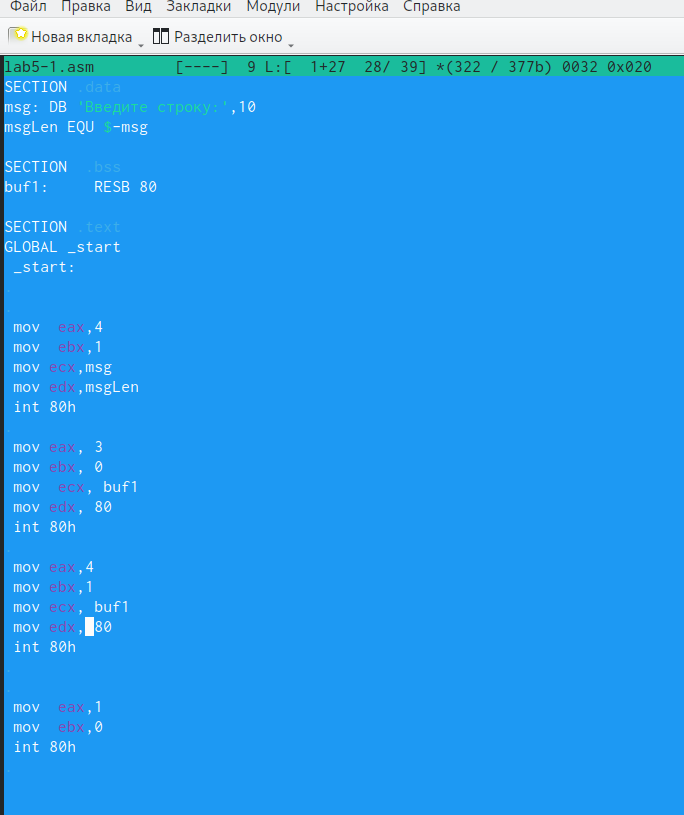 Файл Правка Вид Закладки Модули Настройка Справка
Новая вкладка Разделить окно
lab5-1.asm [----] 9 L:[ 1+27 28/ 39] *(322 / 377b) 0032 0x020
SECTION .data
msg: DB 'Введите строку:',10
msgLen EQU $-msg
SECTION .bss
buf1: RESB 80
SECTION .text
GLOBAL _start
_start:
mov eax,4
mov ebx,1
mov ecx,msg
mov edx,msgLen
int 80h
mov eax, 3
mov ebx, 0
mov ecx, buf1
mov edx, 80
int 80h
mov eax,4
mov ebx,1
mov ecx, buf1
mov edx, 80
int 80h
mov eax,1
mov ebx,0
int 80h